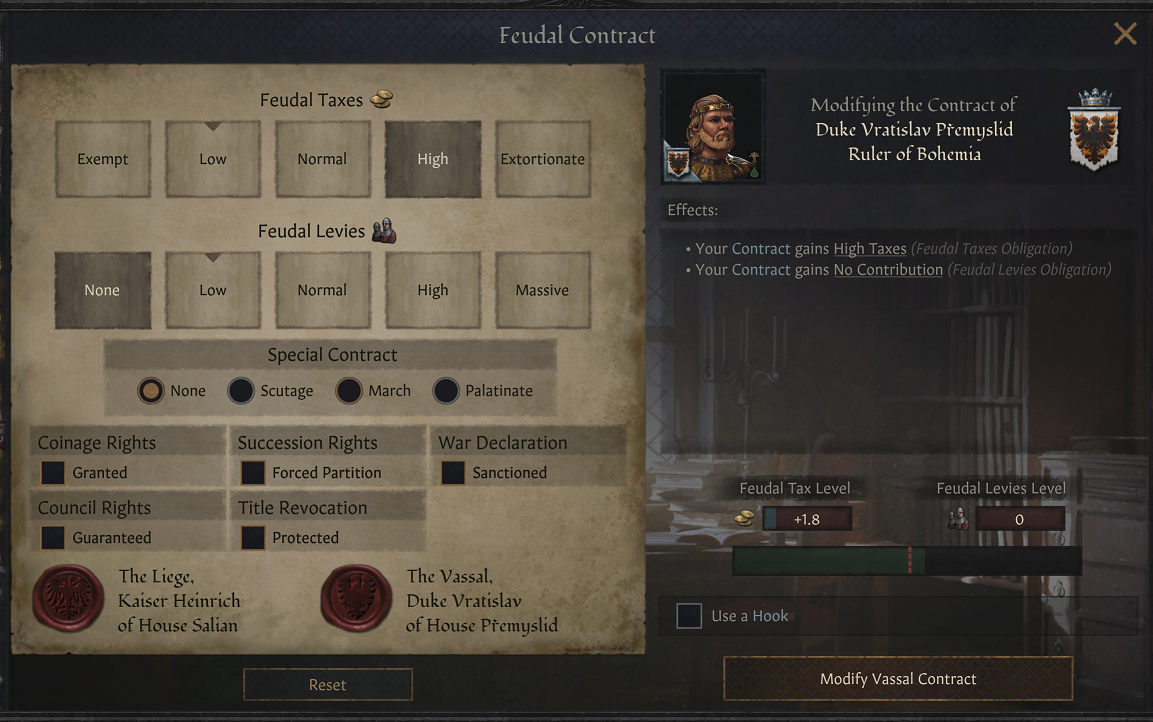 Feudal Contract
Feudal Taxes
Exempt Low Normal High Extortionate
Feudal Levies
None Low Normal High Massive
Special Contract
None Scutage March Palatinate
Coinage Rights Succession Rights War Declaration
Granted Forced Partition Sanctioned
Council Rights Title Revocation
Guaranteed Protected
The Liege,
Kaiser Heinrich
of House Salian
The Vassal,
Duke Vratislav
of House Přemyslid
Reset
Modifying the Contract of
Duke Vratislav Přemyslid
Ruler of Bohemia
Effects:
• Your Contract gains High Taxes (Feudal Taxes Obligation)
• Your Contract gains No Contribution (Feudal Levies Obligation)
Feudal Tax Level Feudal Levies Level
+1.8 0
Use a Hook
Modify Vassal Contract